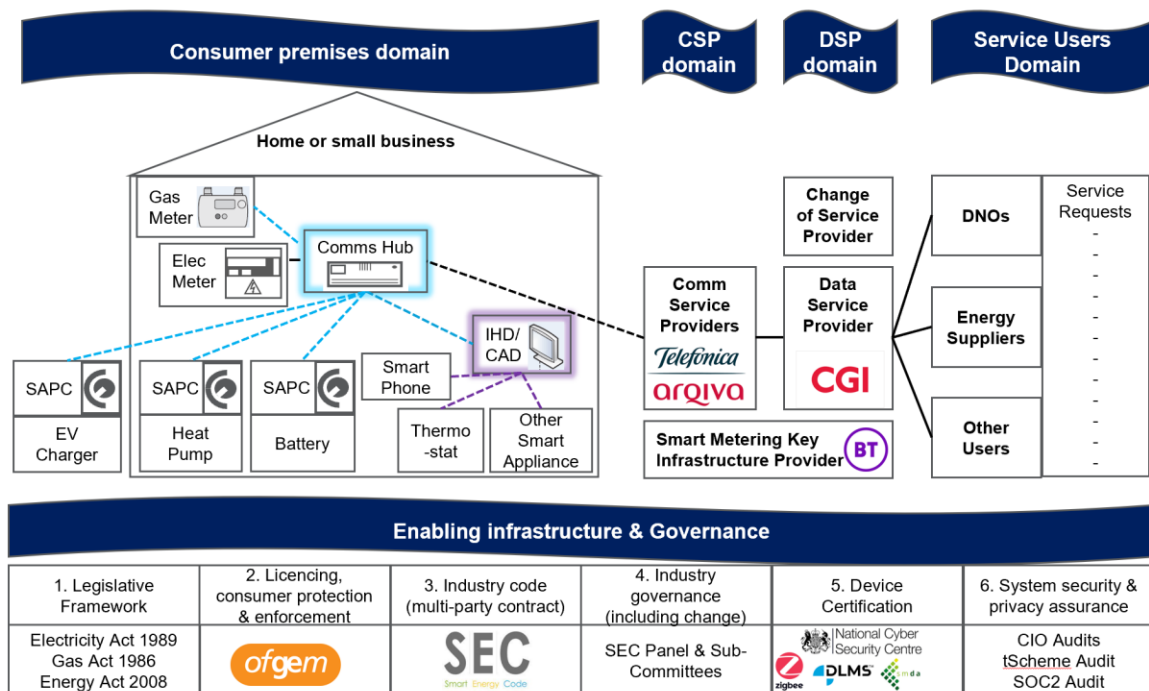 Consumer premises domain
CSP
domain
DSP
domain
Service Users
Domain
Home or small business
Gas
Meter
Elec
Meter
Comms Hub
IHD/
CAD
Smart
Phone
Thermo
-stat
Other
Smart
Appliance
SAPC
EV
Charger
SAPC
Heat
Pump
SAPC
Battery
Comm
Service
Providers
Telefónica
arqiva
Change
of Service
Provider
Data
Service
Provider
CGI
Smart Metering Key
Infrastructure Provider
BT
DNOs
Energy
Suppliers
Other
Users
Service
Requests
-
-
-
-
-
-
-
-
-
-
-
-
Enabling infrastructure & Governance
1. Legislative
Framework
2. Licencing,
consumer protection
& enforcement
3. Industry code
(multi-party contract)
4. Industry
governance
(including change)
5. Device
Certification
6. System security &
privacy assurance
Electricity Act 1989
Gas Act 1986
Energy Act 2008
ofgem
SEC
Smart Energy Code
SEC Panel & Sub-
Committees
National Cyber
Security Centre
zigbee
DLMS
smda
CIO Audits
tScheme Audit
SOC2 Audit